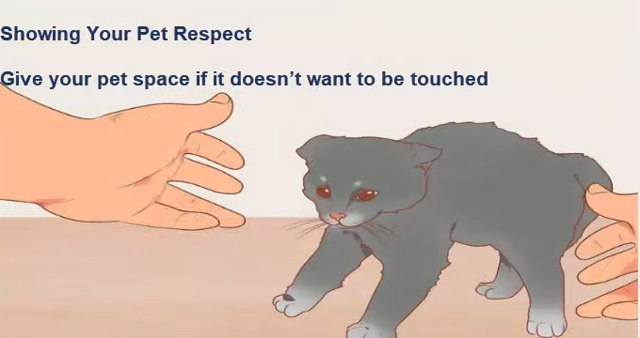 Showing Your Pet Respect
Give your pet space if it doesn’t want to be touched